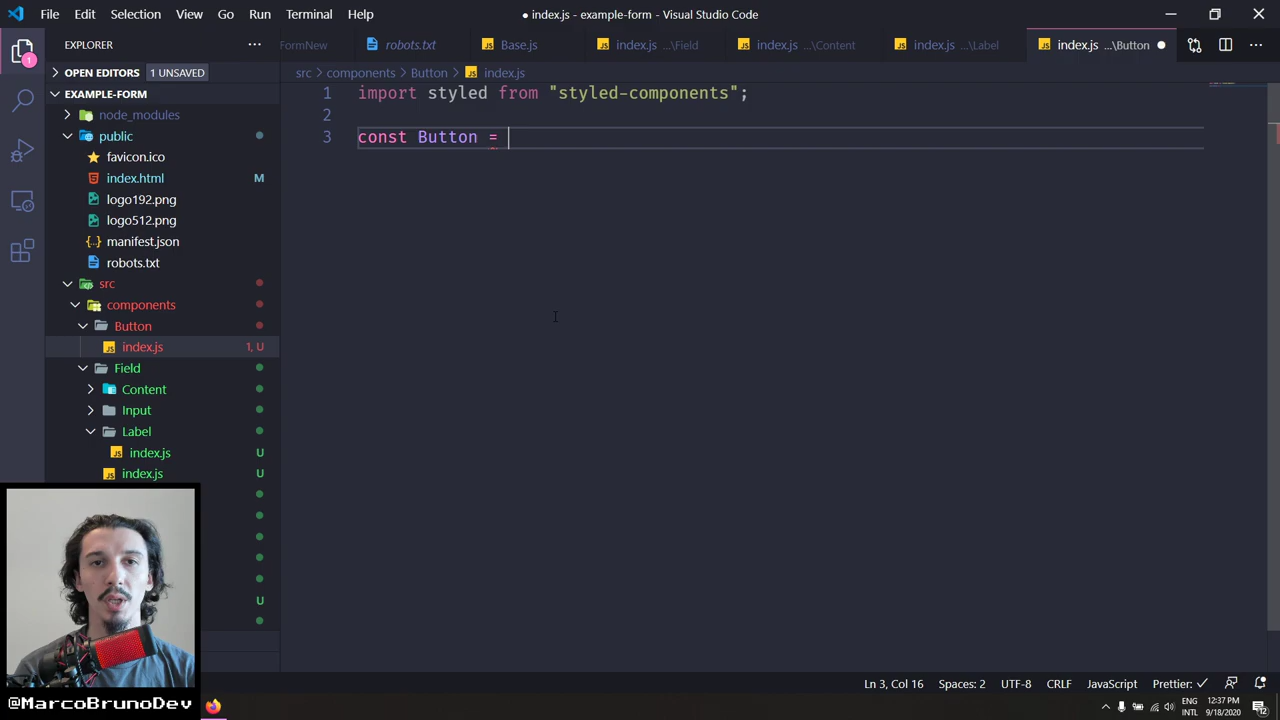 File Edit Selection View Go Run Terminal Help
● index.js - example-form - Visual Studio Code
EXPLORER
FormNew robots.txt Base.js index.js ...\Field index.js ...\Content index.js ...\Label index.js ...\Button
OPEN EDITORS 1 UNSAVED
src > components > Button > index.js
EXAMPLE-FORM
node_modules
public
favicon.ico
index.html M
logo192.png
logo512.png
manifest.json
robots.txt
src
components
Button
index.js 1, U
Field
Content
Input
Label
index.js U
index.js U
U
1 import styled from "styled-components";
2
3 const Button =
1
@MarcoBrunoDev
Ln 3, Col 16 Spaces: 2 UTF-8 CRLF JavaScript Prettier: ✓
ENG
INTL
12:37 PM
9/18/2020
12